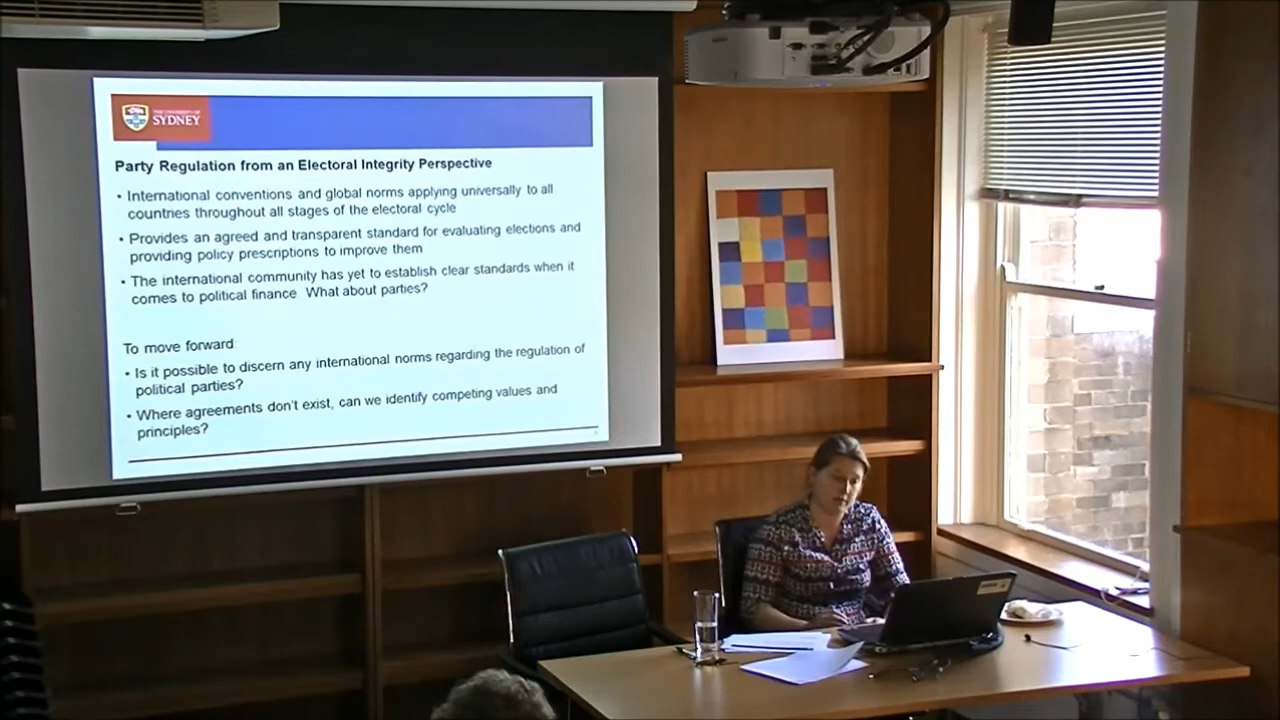 THE UNIVERSITY OF
SYDNEY
Party Regulation from an Electoral Integrity Perspective
• International conventions and global norms applying universally to all
countries throughout all stages of the electoral cycle
• Provides an agreed and transparent standard for evaluating elections and
providing policy prescriptions to improve them
• The international community has yet to establish clear standards when it
comes to political finance What about parties?
To move forward
• Is it possible to discern any international norms regarding the regulation of
political parties?
• Where agreements don't exist, can we identify competing values and
principles?